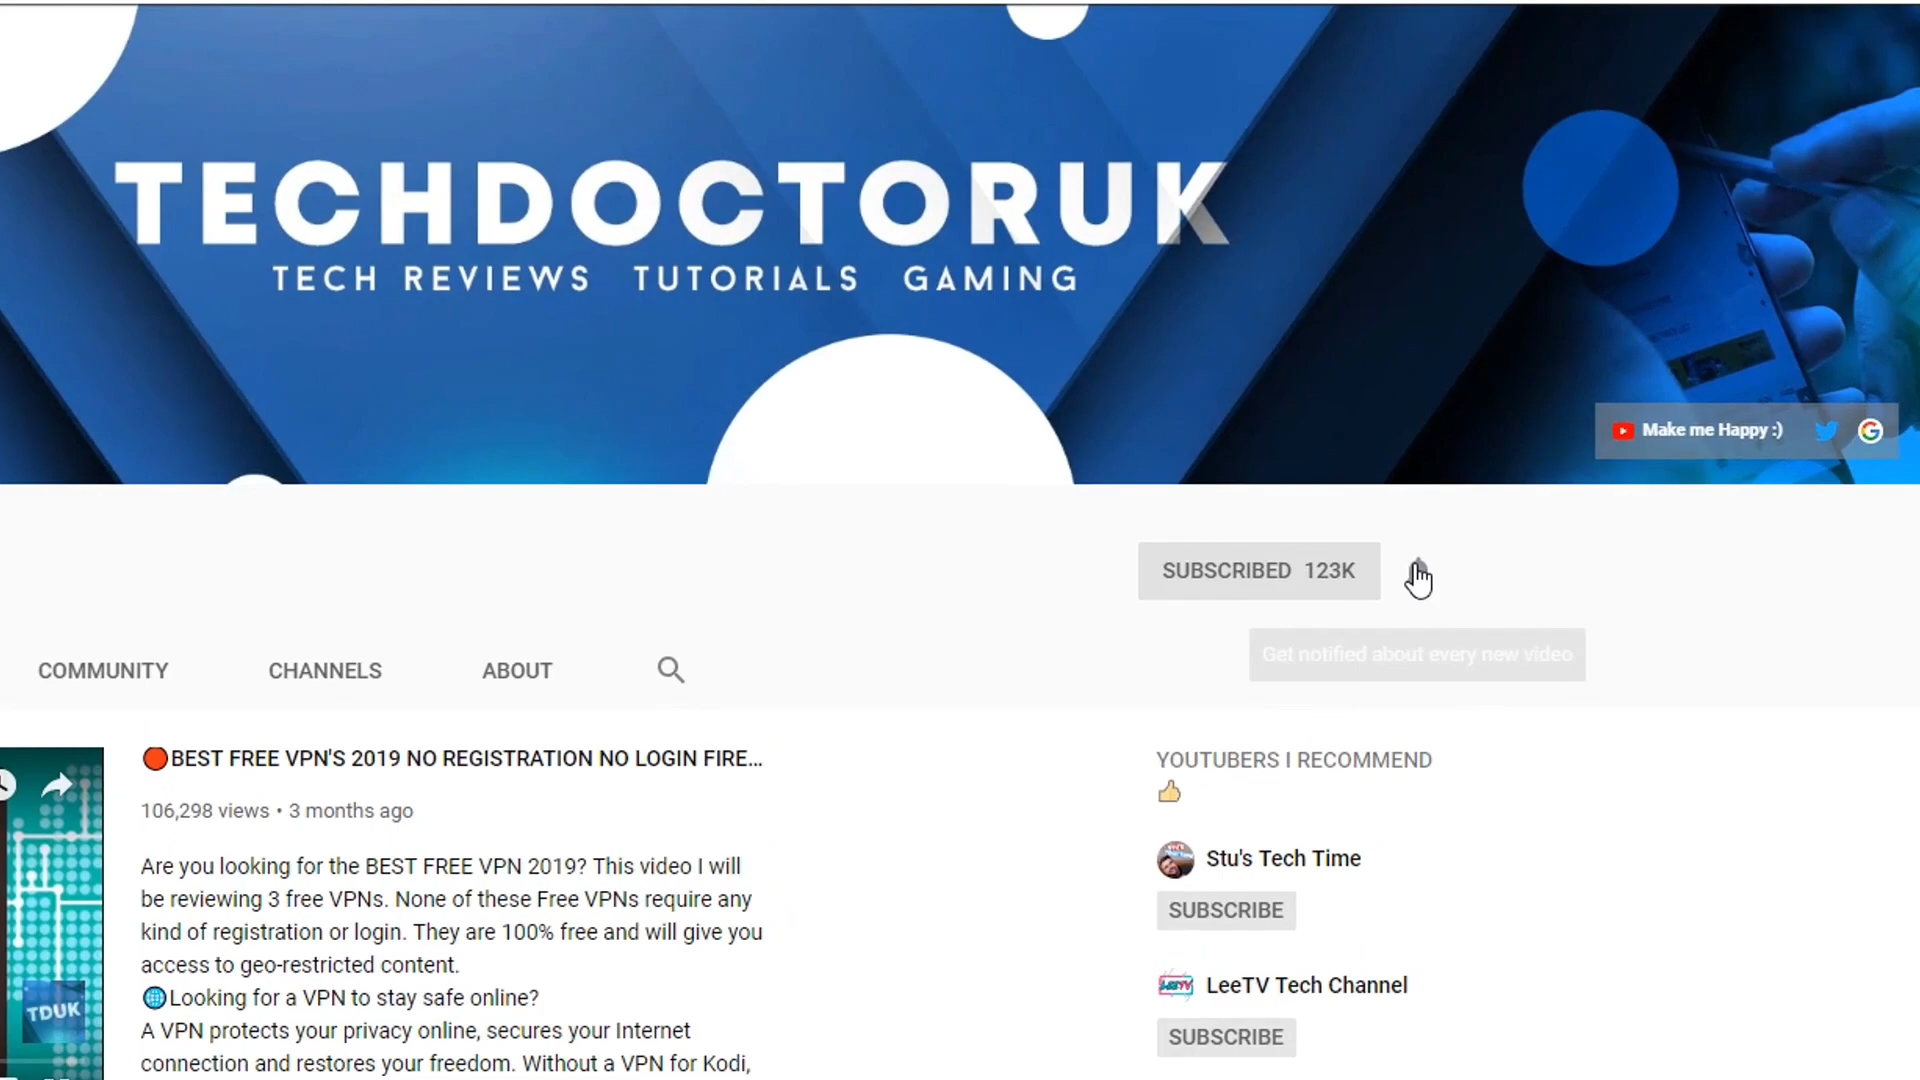 TECHDOCTORUK
TECH REVIEWS TUTORIALS GAMING
Make me Happy :)
SUBSCRIBED 123K
Get notified about every new video
COMMUNITY CHANNELS ABOUT
🔴BEST FREE VPN'S 2019 NO REGISTRATION NO LOGIN FIRE...
106,298 views • 3 months ago
Are you looking for the BEST FREE VPN 2019? This video I will
be reviewing 3 free VPNs. None of these Free VPNs require any
kind of registration or login. They are 100% free and will give you
access to geo-restricted content.
🌐Looking for a VPN to stay safe online?
A VPN protects your privacy online, secures your Internet
connection and restores your freedom. Without a VPN for Kodi,
TDUK
YOUTUBERS I RECOMMEND
👍
Stu's Tech Time
SUBSCRIBE
LEETV
LeeTV Tech Channel
SUBSCRIBE